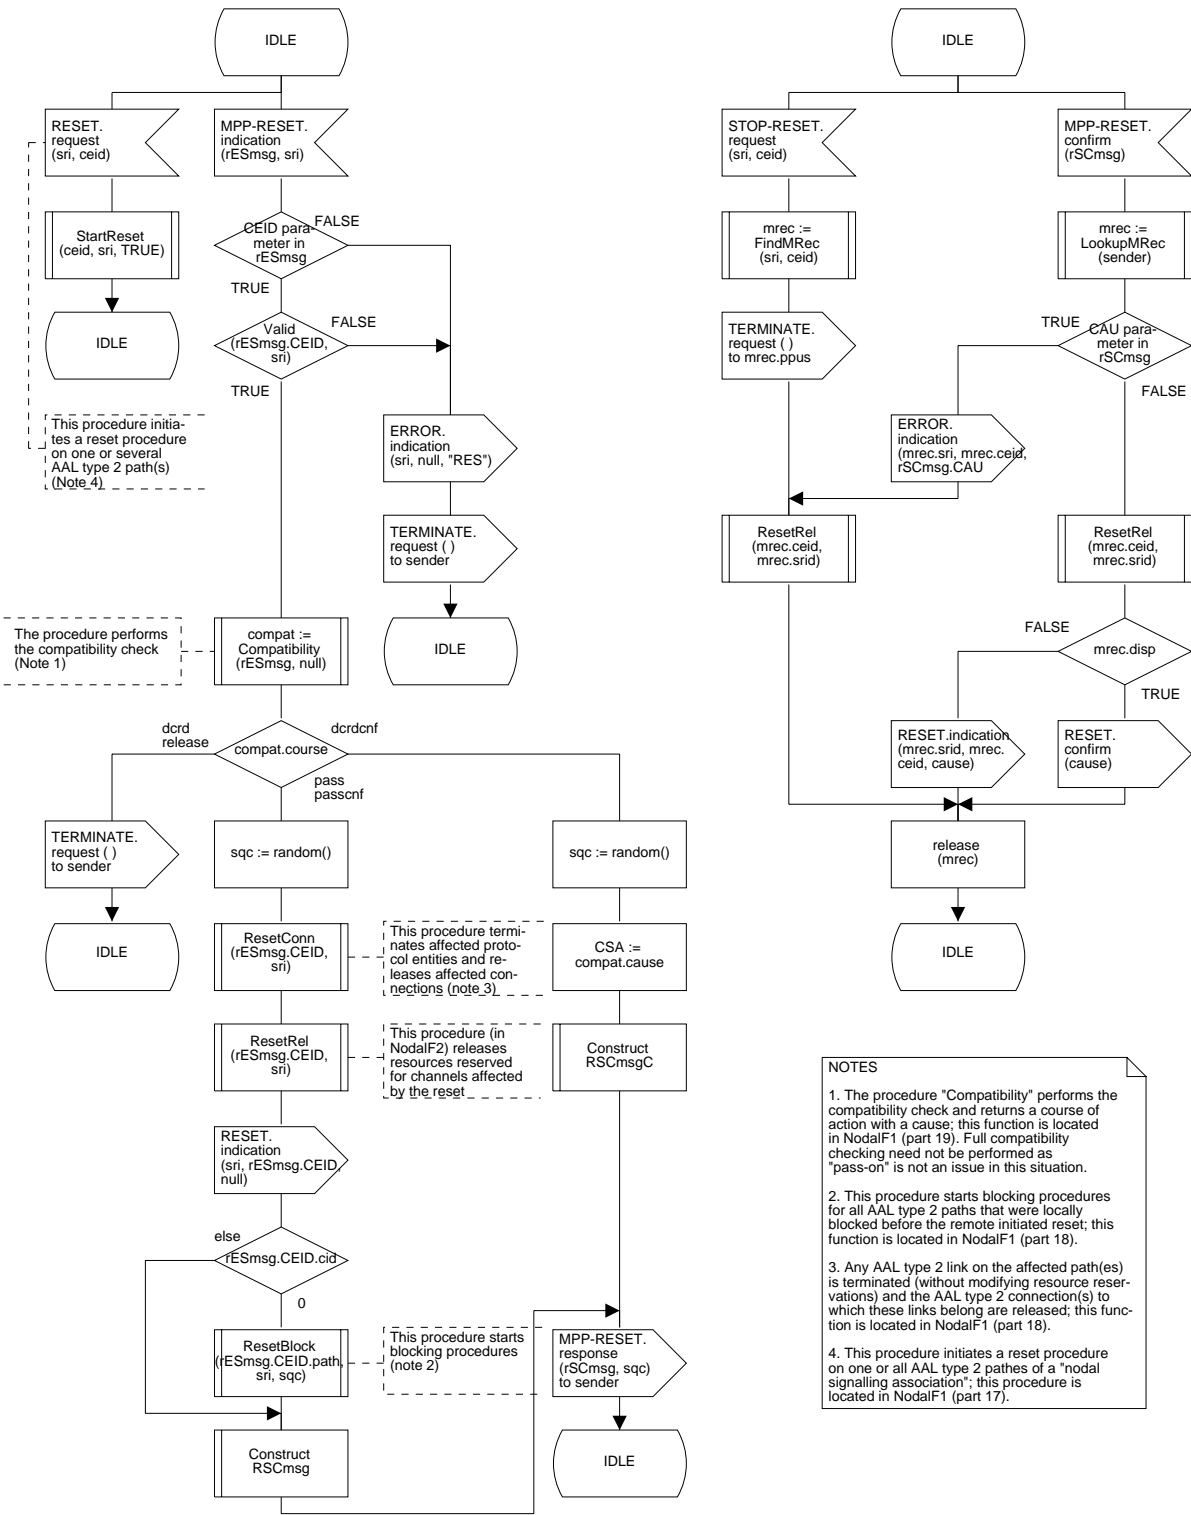 IDLE
IDLE
RESET.
request
(sri, ceid)
MPP-RESET.
indication
(rESmsg, sri)
STOP-RESET.
request
(sri, ceid)
MPP-RESET.
confirm
(rSCmsg)
StartReset
(ceid, sri, TRUE)
CEID para-
meter in
rESmsg
FALSE
TRUE
mrec :=
FindMRec
(sri, ceid)
mrec :=
LookupMRec
(sender)
IDLE
Valid
(rESmsg.CEID,
sri)
FALSE
TRUE
TERMINATE.
request ( )
to mrec.ppus
TRUE
CAU para-
meter in
rSCmsg
FALSE
This procedure initia-
tes a reset procedure
on one or several
AAL type 2 path(s)
(Note 4)
ERROR.
indication
(sri, null, "RES")
ERROR.
indication
(mrec.sri, mrec.ceid,
rSCmsg.CAU
TERMINATE.
request ( )
to sender
ResetRel
(mrec.ceid,
mrec.srid)
ResetRel
(mrec.ceid,
mrec.srid)
The procedure performs
the compatibility check
(Note 1)
compat :=
Compatibility
(rESmsg, null)
IDLE
FALSE
mrec.disp
TRUE
dcrd
release
compat.course
dcrdcnf
pass
passcnf
RESET.indication
(mrec.srid, mrec.
ceid, cause)
RESET.
confirm
(cause)
TERMINATE.
request ( )
to sender
sqc := random()
sqc := random()
release
(mrec)
IDLE
ResetConn
(rESmsg.CEID,
sri)
This procedure termi-
nates affected proto-
col entities and re-
leases affected con-
nections (note 3)
CSA :=
compat.cause
IDLE
ResetRel
(rESmsg.CEID,
sri)
This procedure (in
NodalF2) releases
resources reserved
for channels affected
by the reset
Construct
RSCmsgC
RESET.
indication
(sri, rESmsg.CEID,
null)
else
rESmsg.CEID.cid
0
ResetBlock
(rESmsg.CEID.path,
sri, sqc)
This procedure starts
blocking procedures
(note 2)
MPP-RESET.
response
(rSCmsg, sqc)
to sender
Construct
RSCmsg
IDLE
NOTES
1. The procedure "Compatibility" performs the
compatibility check and returns a course of
action with a cause; this function is located
in NodalF1 (part 19). Full compatibility
checking need not be performed as
"pass-on" is not an issue in this situation.
2. This procedure starts blocking procedures
for all AAL type 2 paths that were locally
blocked before the remote initiated reset; this
function is located in NodalF1 (part 18).
3. Any AAL type 2 link on the affected path(es)
is terminated (without modifying resource reser-
vations) and the AAL type 2 connection(s) to
which these links belong are released; this func-
tion is located in NodalF1 (part 18).
4. This procedure initiates a reset procedure
on one or all AAL type 2 pathes of a "nodal
signalling association"; this procedure is
located in NodalF1 (part 17).